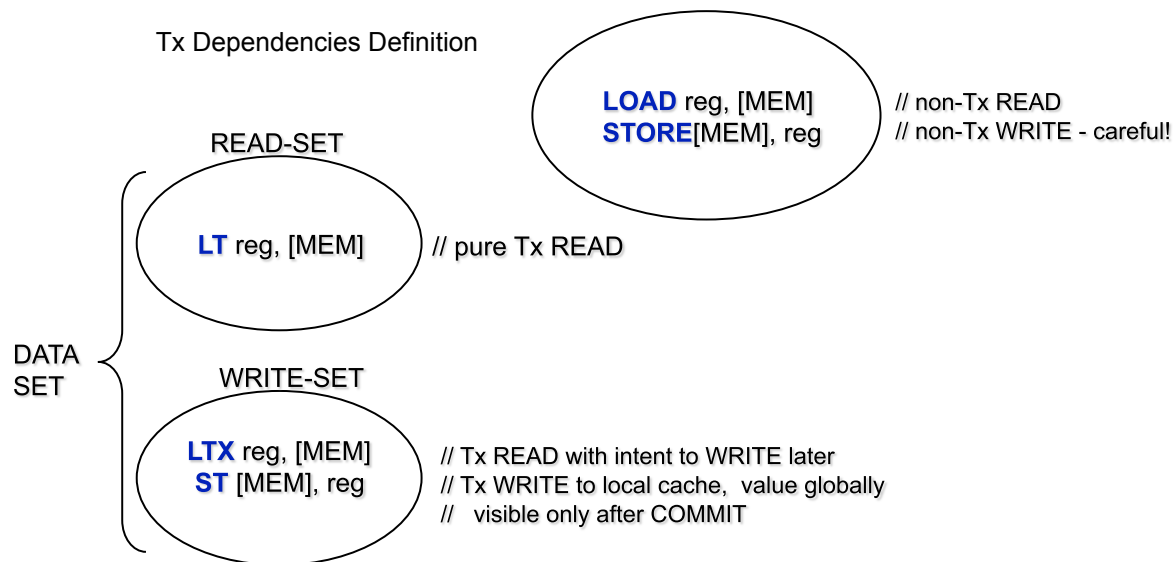 Tx Dependencies Definition
LOAD reg, [MEM] // non-Tx READ
STORE[MEM], reg // non-Tx WRITE - careful!
READ-SET
LT reg, [MEM] // pure Tx READ
DATA
SET
WRITE-SET
LTX reg, [MEM] // Tx READ with intent to WRITE later
ST [MEM], reg // Tx WRITE to local cache, value globally
// visible only after COMMIT